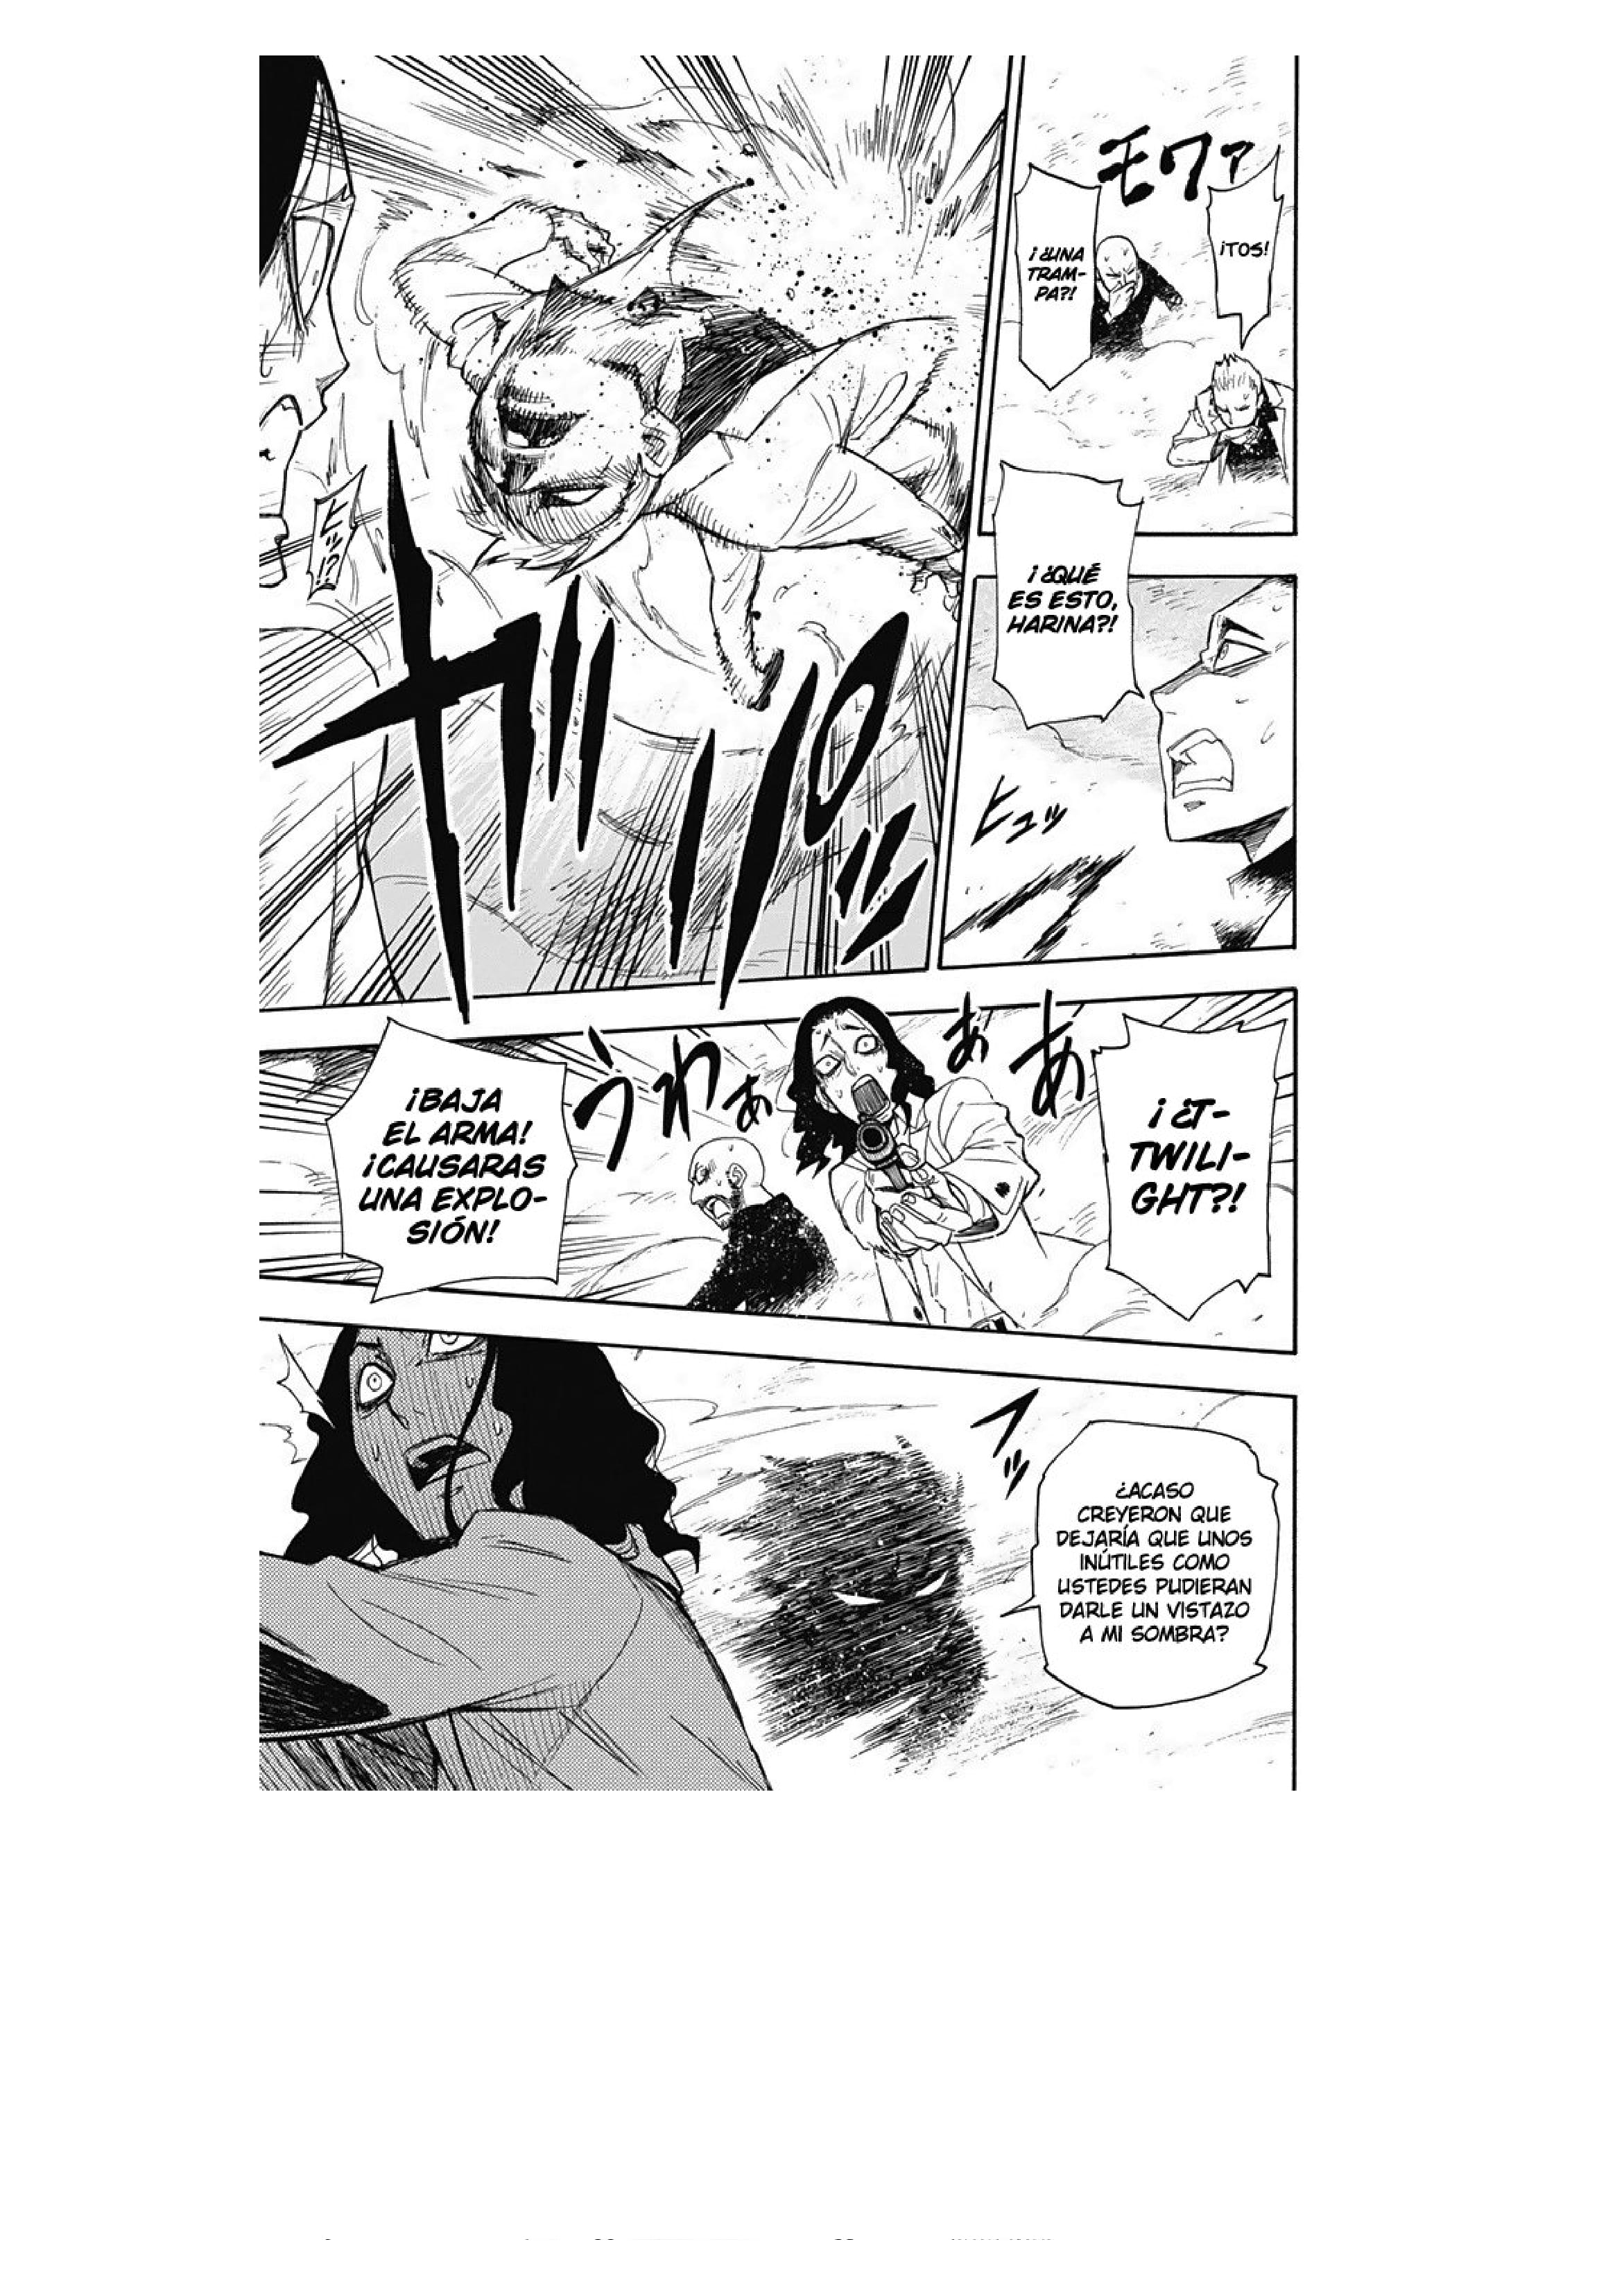 モワァ
¡TOS!
¡¿UNA
TRAM-
PA?!
¡¿QUÉ
ES ESTO,
HARINA?!
ヒュッ
ガッ
ヒッ!?
¡¿T-
TWILI-
GHT?!
うわぁぁあ
¡BAJA
EL ARMA!
¡CAUSARAS
UNA EXPLO-
SIÓN!
フッ
¿ACASO
CREYERON QUE
DEJARÍA QUE UNOS
INÚTILES COMO
USTEDES PUDIERAN
DARLE UN VISTAZO
A MI SOMBRA?